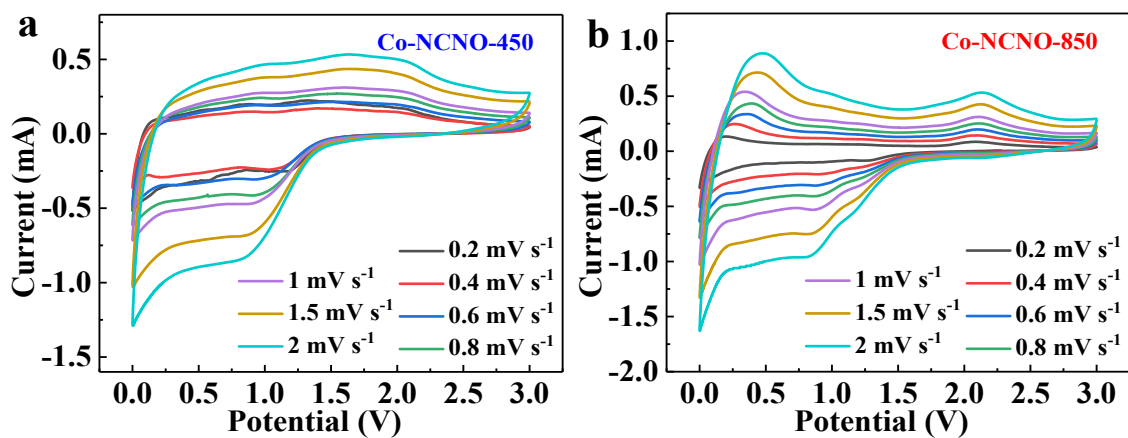 a
Co-NCNO-450
Current (mA)
0.5
0.0
-0.5
-1.0
-1.5
1 mV s⁻¹
1.5 mV s⁻¹
2 mV s⁻¹
0.2 mV s⁻¹
0.4 mV s⁻¹
0.6 mV s⁻¹
0.8 mV s⁻¹
0.0 0.5 1.0 1.5 2.0 2.5 3.0
Potential (V)
b
Co-NCNO-850
Current (mA)
1.0
0.5
0.0
-0.5
-1.0
-1.5
-2.0
1 mV s⁻¹
1.5 mV s⁻¹
2 mV s⁻¹
0.2 mV s⁻¹
0.4 mV s⁻¹
0.6 mV s⁻¹
0.8 mV s⁻¹
0.0 0.5 1.0 1.5 2.0 2.5 3.0
Potential (V)